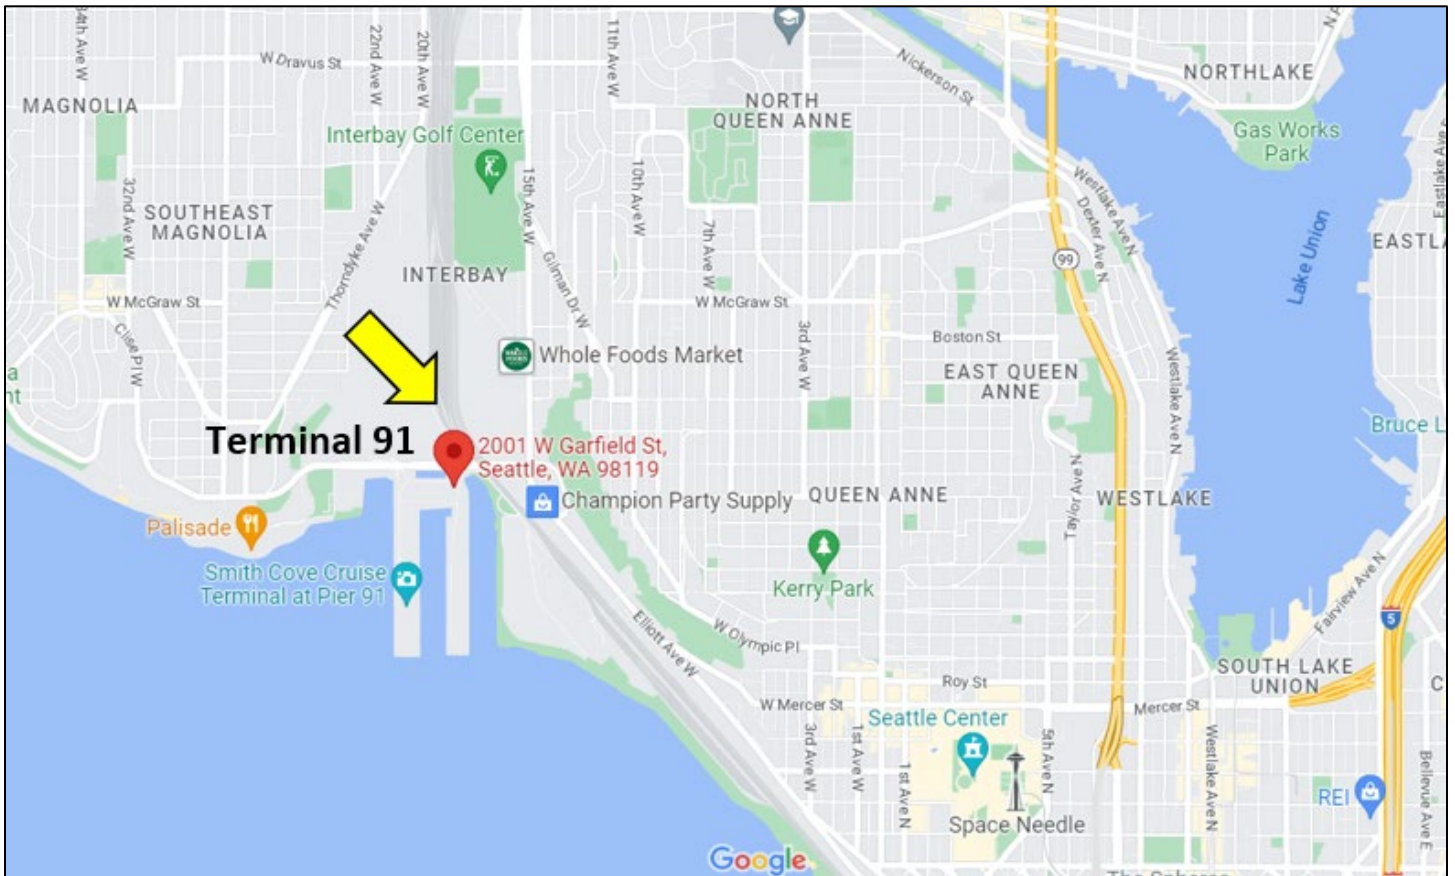 34th Ave W
22nd Ave W
20th Ave W
11th Ave W
W Dravus St
Nickerson St
NORTHLAKE
MAGNOLIA
NORTH
QUEEN ANNE
Interbay Golf Center
Gas Works
Park
32nd Ave W
15th Ave W
10th Ave W
Westlake Ave N
Dexter Ave N
Eastlake Ave
SOUTHEAST
MAGNOLIA
Thorndyke Ave W
7th Ave W
Lake Union
EASTL
99
INTERBAY
Gilman Dr W
W McGraw St
W McGraw St
Clise Pl W
3rd Ave W
Boston St
Whole Foods Market
EAST QUEEN
ANNE
Westlake Ave N
a
nt
Bruce L
Terminal 91
2001 W Garfield St,
Seattle, WA 98119
Taylor Ave N
Champion Party Supply
QUEEN ANNE
WESTLAKE
Palisade
Smith Cove Cruise
Terminal at Pier 91
Kerry Park
Fairview Ave N
5
Elliott Ave W
W Olympic Pl
SOUTH LAKE
UNION
C
Roy St
W Mercer St
Mercer St
Seattle Center
3rd Ave W
1st Ave W
1st Ave N
5th Ave N
Westlake Ave N
Bellevue Ave E
REI
Space Needle
Google